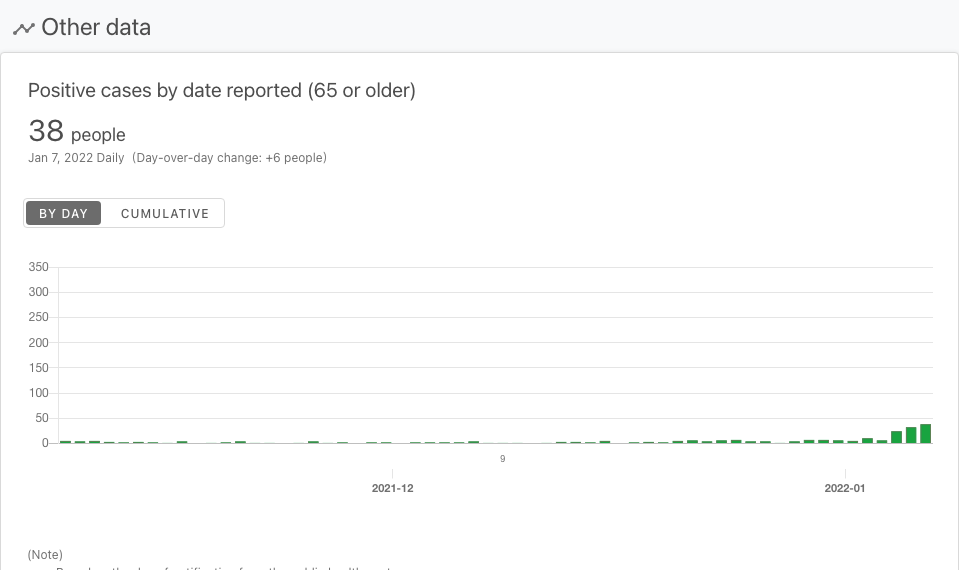 Other data
Positive cases by date reported (65 or older)
38 people
Jan 7, 2022 Daily (Day-over-day change: +6 people)
BY DAY CUMULATIVE
350
300
250
200
150
100
50
0
9
2021-12 2022-01
(Note)